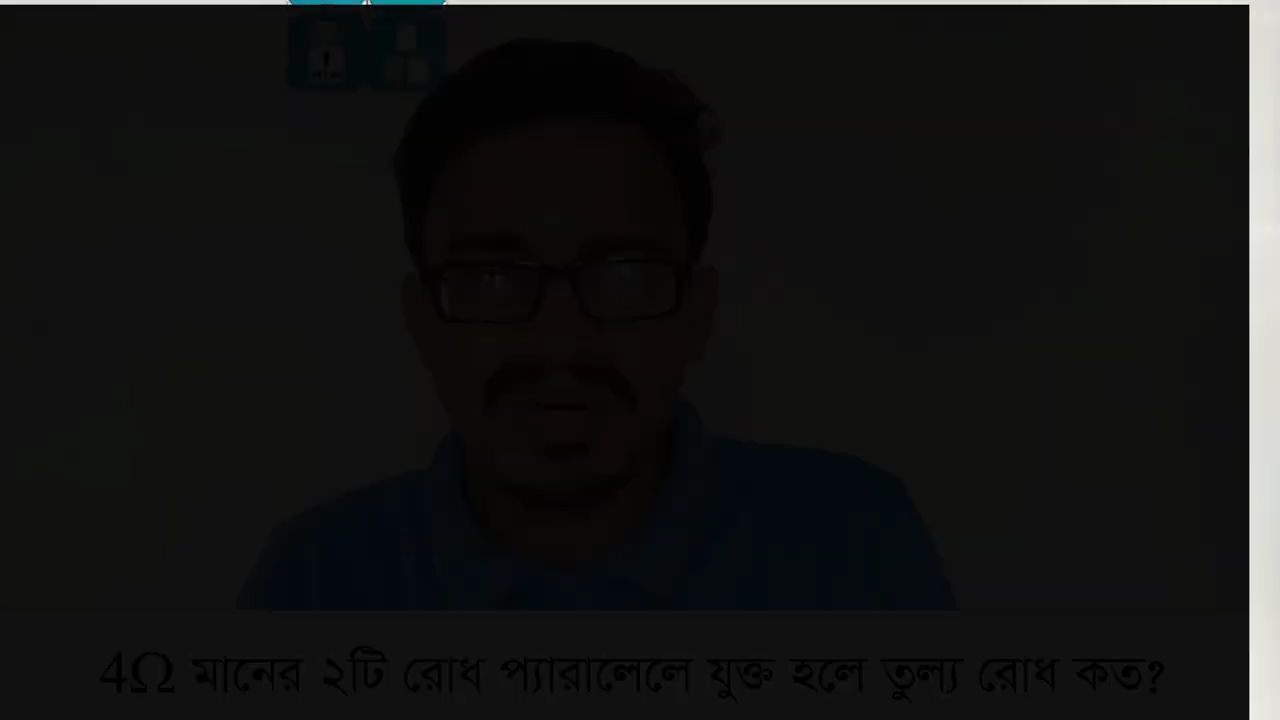 4Ω মানের ২টি রোধ প্যারালেলে যুক্ত হলে তুল্য রোধ কত?